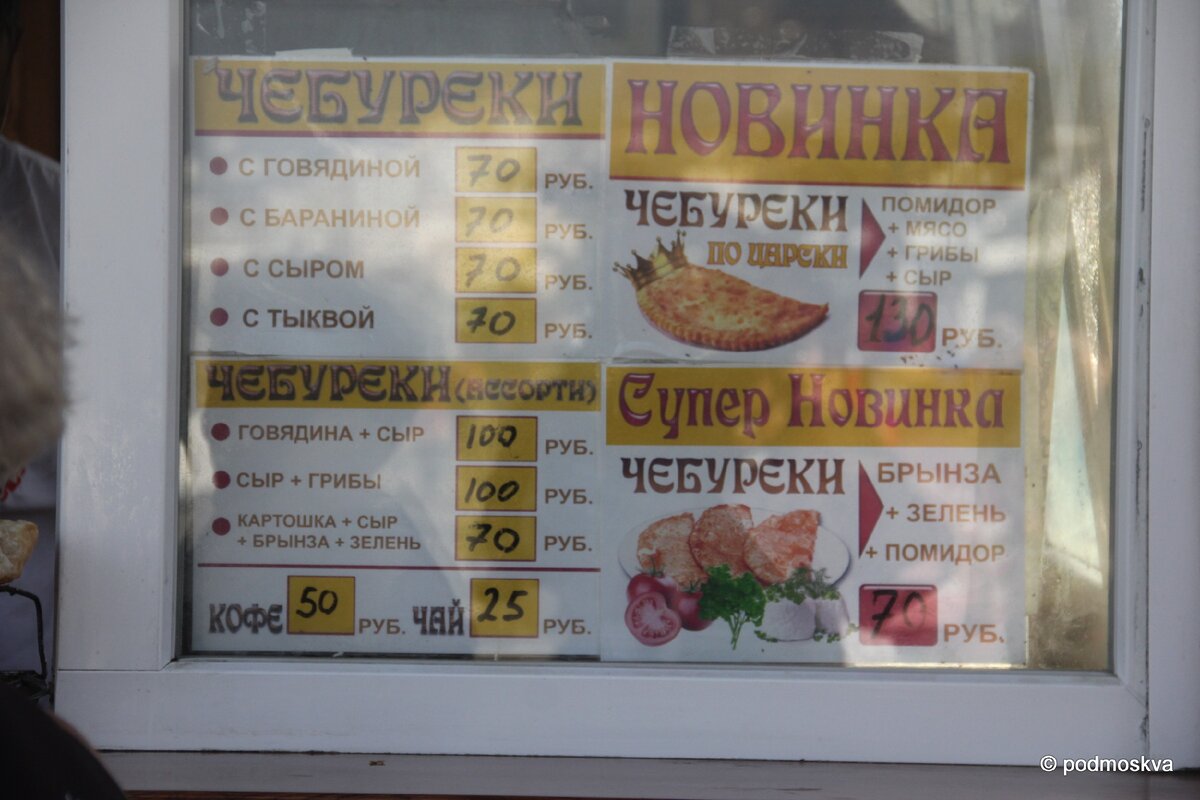 ЧЕБУРЕКИ
С ГОВЯДИНОЙ 70 РУБ.
С БАРАНИНОЙ 70 РУБ.
С СЫРОМ 70 РУБ.
С ТЫКВОЙ 70 РУБ.
ЧЕБУРЕКИ (АССОРТИ)
ГОВЯДИНА + СЫР 100 РУБ.
СЫР + ГРИБЫ 100 РУБ.
КАРТОШКА + СЫР
+ БРЫНЗА + ЗЕЛЕНЬ 70 РУБ.
КОФЕ 50 РУБ. ЧАЙ 25 РУБ.
НОВИНКА
ЧЕБУРЕКИ
ПО ЦАРСКИ
ПОМИДОР
+ МЯСО
+ ГРИБЫ
+ СЫР
130 РУБ.
Супер Новинка
ЧЕБУРЕКИ
БРЫНЗА
+ ЗЕЛЕНЬ
+ ПОМИДОР
70 РУБ.
© podmoskva